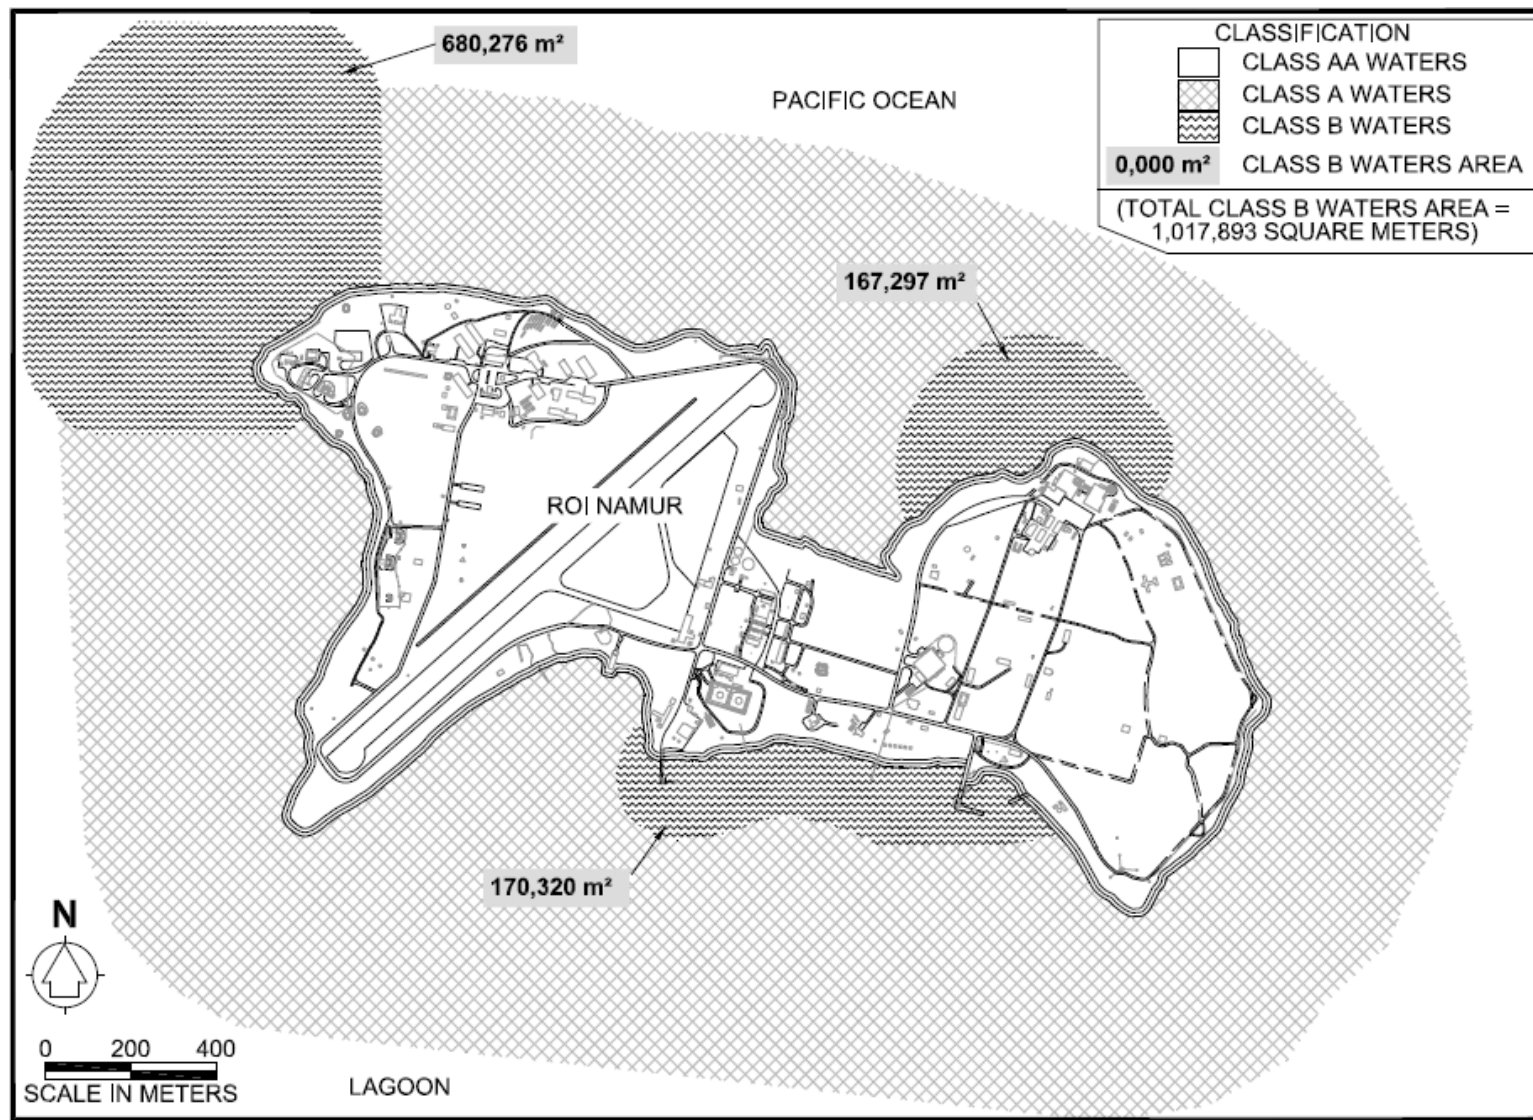 680,276 m²
PACIFIC OCEAN
CLASSIFICATION
CLASS AA WATERS
CLASS A WATERS
CLASS B WATERS
0,000 m² CLASS B WATERS AREA
(TOTAL CLASS B WATERS AREA =
1,017,893 SQUARE METERS)
167,297 m²
ROI NAMUR
170,320 m²
N
0 200 400
SCALE IN METERS
LAGOON